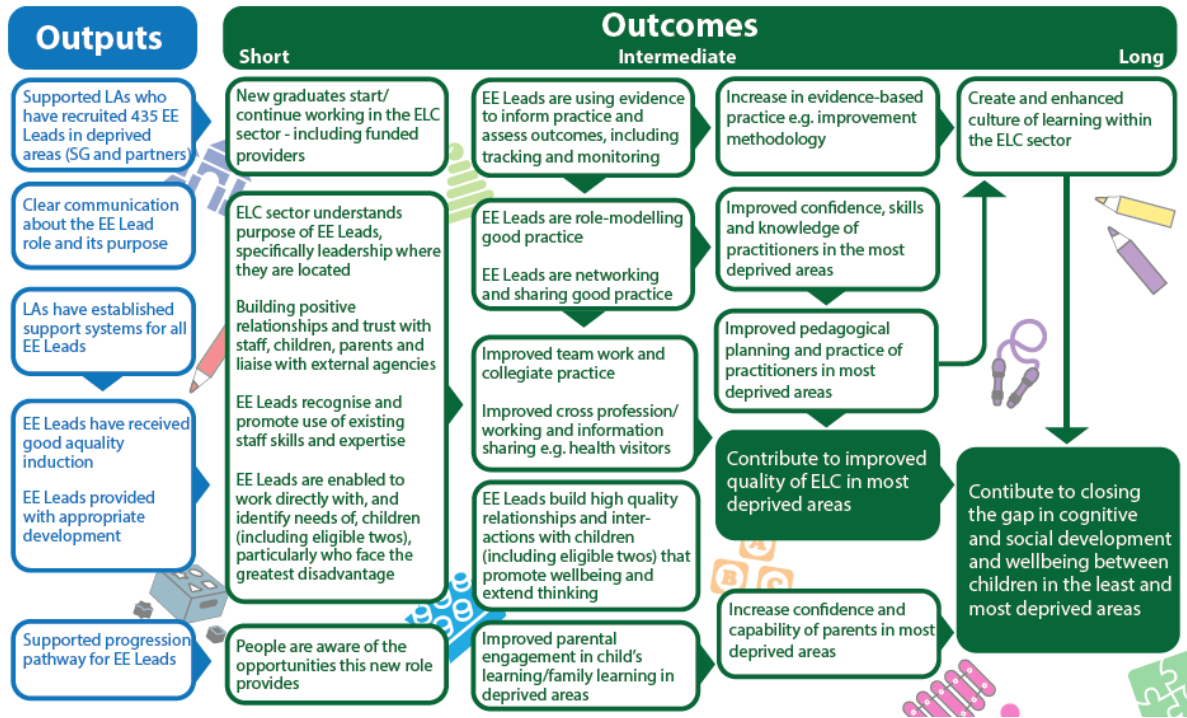 Outputs
Outcomes
Short
Intermediate
Long
Supported LAs who
have recruited 435 EE
Leads in deprived
areas (SG and partners)
Clear communication
about the EE Lead
role and its purpose
LAs have established
support systems for all
EE Leads
EE Leads have received
good aquality
induction
EE Leads provided
with appropriate
development
Supported progression
pathway for EE Leads
New graduates start/
continue working in the ELC
sector - including funded
providers
ELC sector understands
purpose of EE Leads,
specifically leadership where
they are located
Building positive
relationships and trust with
staff, children, parents and
liaise with external agencies
EE Leads recognise and
promote use of existing
staff skills and expertise
EE Leads are enabled to
work directly with, and
identify needs of, children
(including eligible twos),
particularly who face the
greatest disadvantage
People are aware of the
opportunities this new role
provides
EE Leads are using evidence
to inform practice and
assess outcomes, including
tracking and monitoring
EE Leads are role-modelling
good practice
EE Leads are networking
and sharing good practice
Improved team work and
collegiate practice
Improved cross profession/
working and information
sharing e.g. health visitors
EE Leads build high quality
relationships and inter-
actions with children
(including eligible twos) that
promote wellbeing and
extend thinking
Improved parental
engagement in child's
learning/family learning in
deprived areas
Increase in evidence-based
practice e.g. improvement
methodology
Improved confidence, skills
and knowledge of
practitioners in the most
deprived areas
Improved pedagogical
planning and practice of
practitioners in most
deprived areas
Contribute to improved
quality of ELC in most
deprived areas
A
B
C
Increase confidence and
capability of parents in most
deprived areas
Create and enhanced
culture of learning within
the ELC sector
Contibute to closing
the gap in cognitive
and social development
and wellbeing between
children in the least and
most deprived areas